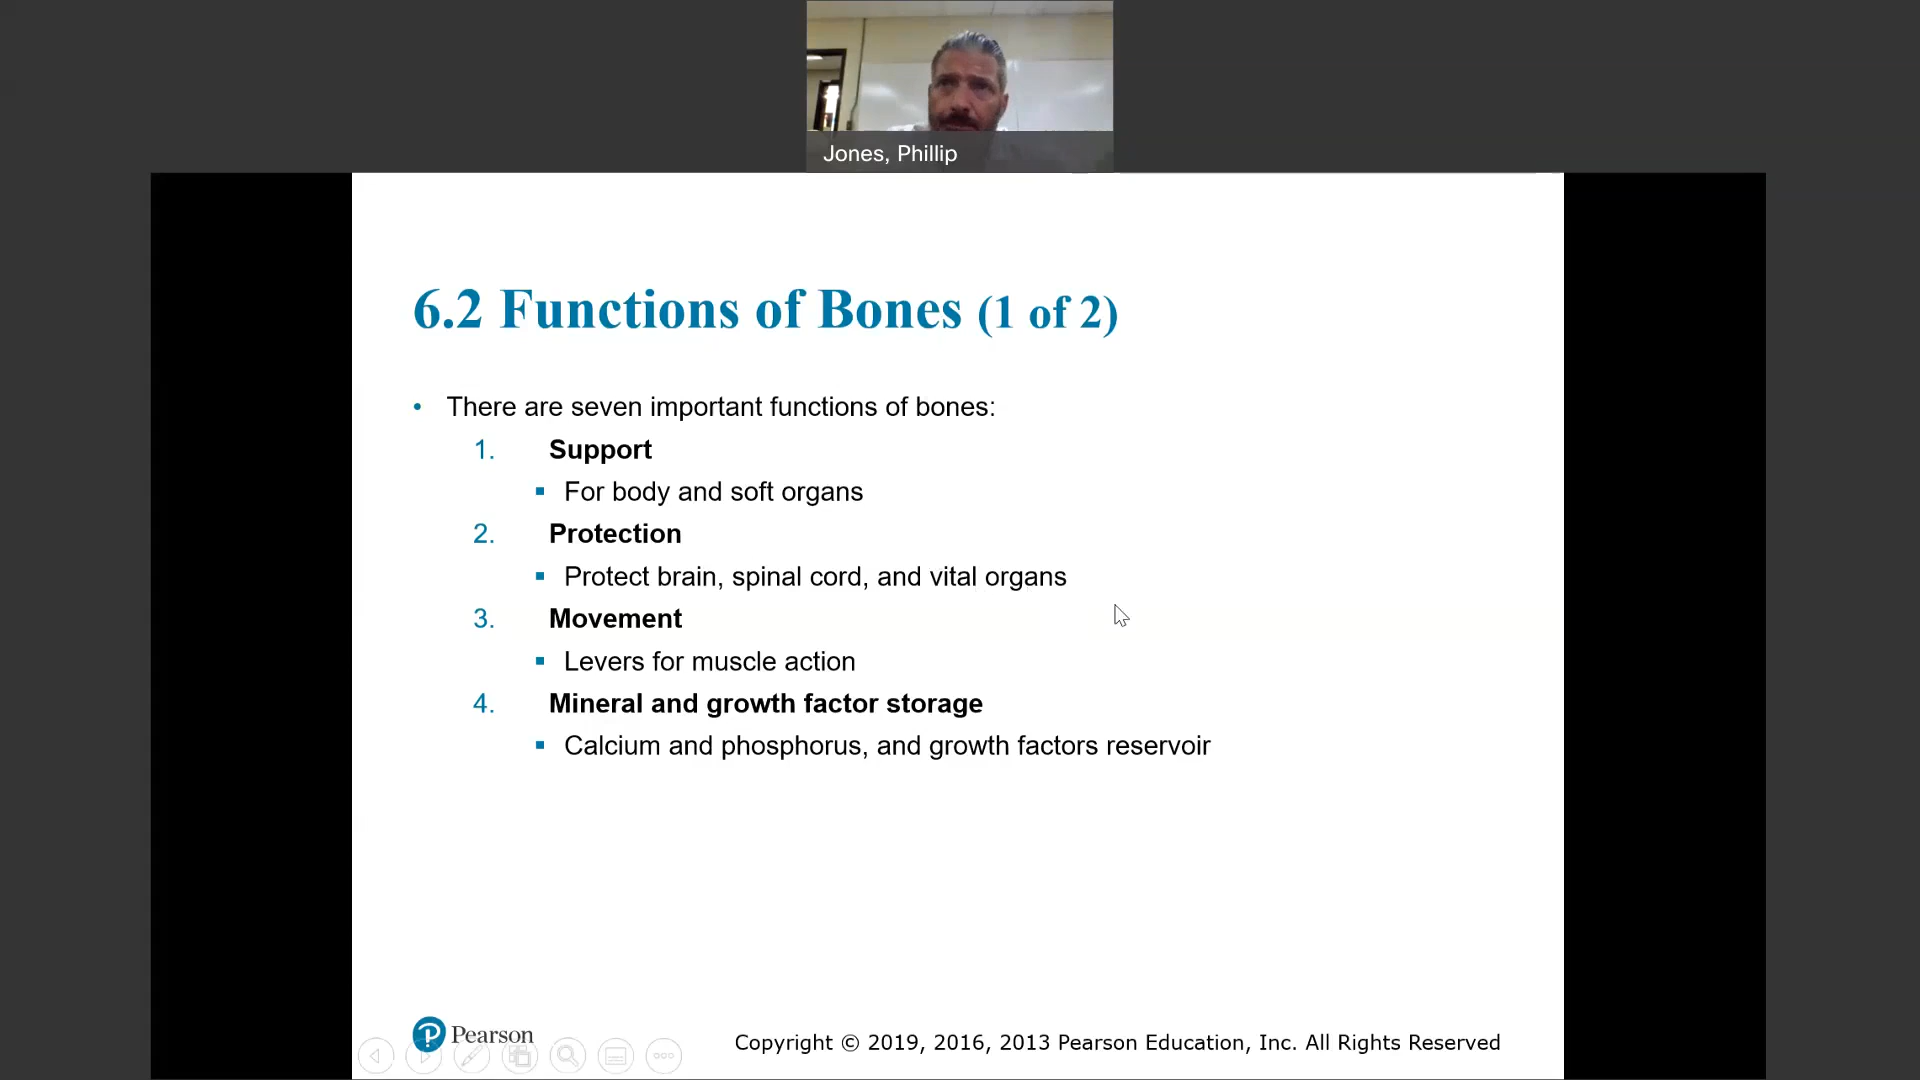 Jones, Phillip
6.2 Functions of Bones (1 of 2)
• There are seven important functions of bones:
1. Support
▪ For body and soft organs
2. Protection
▪ Protect brain, spinal cord, and vital organs
3. Movement
▪ Levers for muscle action
4. Mineral and growth factor storage
▪ Calcium and phosphorus, and growth factors reservoir
P Pearson
Copyright © 2019, 2016, 2013 Pearson Education, Inc. All Rights Reserved